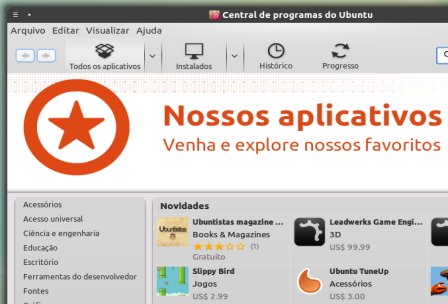 Central de programas do Ubuntu
Arquivo Editar Visualizar Ajuda
Todos os aplicativos Instalados Histórico Progresso
Nossos aplicativos
Venha e explore nossos favoritos
Acessórios
Acesso universal
Ciência e engenharia
Educação
Escritório
Ferramentas do desenvolvedor
Fontes
Novidades
Ubuntistas magazine ...
Books & Magazines
(1)
Gratuito
Leadwerks Game Engi...
3D
US$ 99.99
Slippy Bird
Jogos
US$ 2.99
Ubuntu TuneUp
Acessórios
US$ 3.00